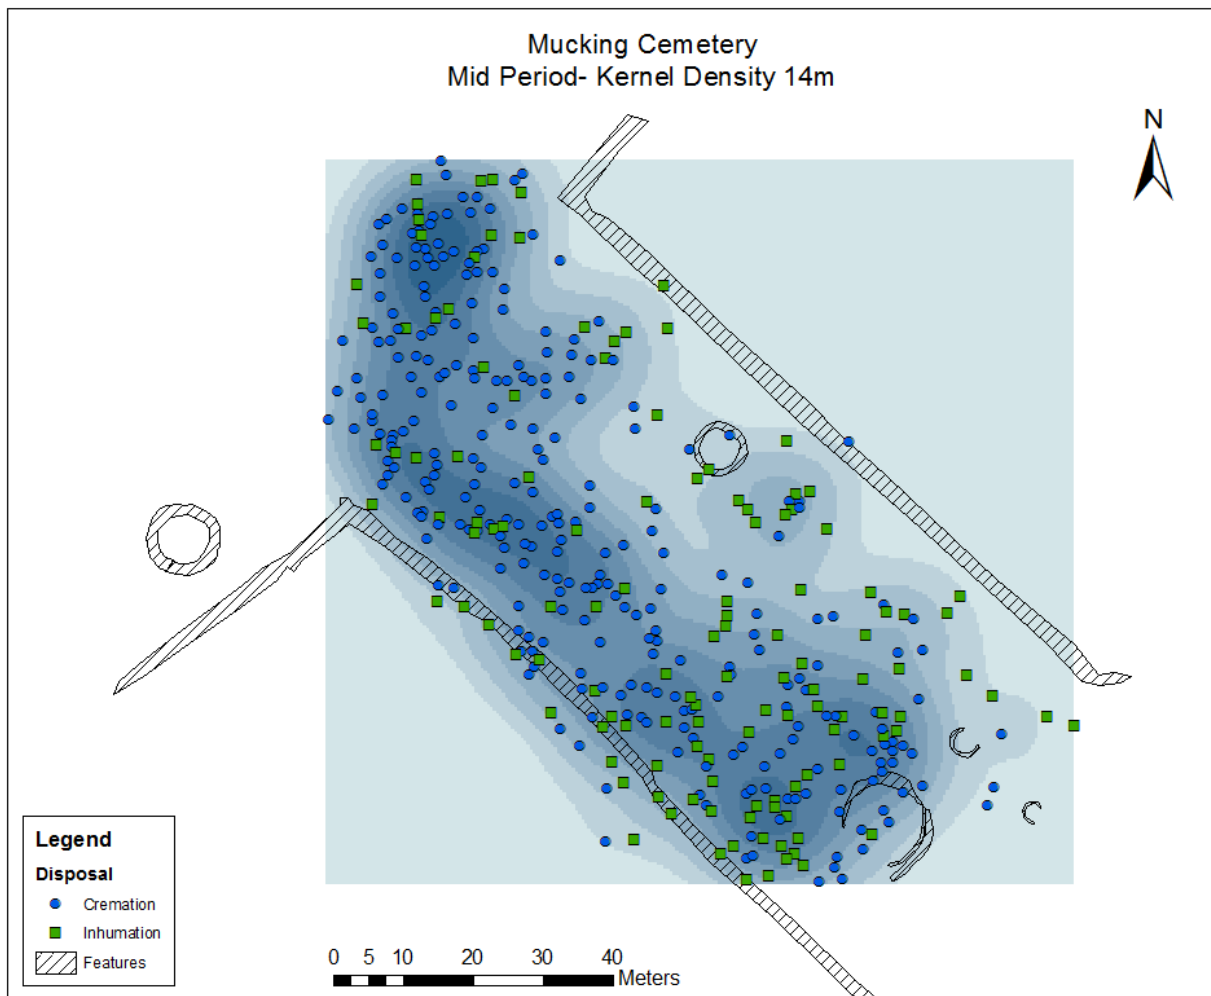 Mucking Cemetery
Mid Period- Kernel Density 14m
N
Legend
Disposal
Cremation
Inhumation
Features
0 5 10 20 30 40
Meters